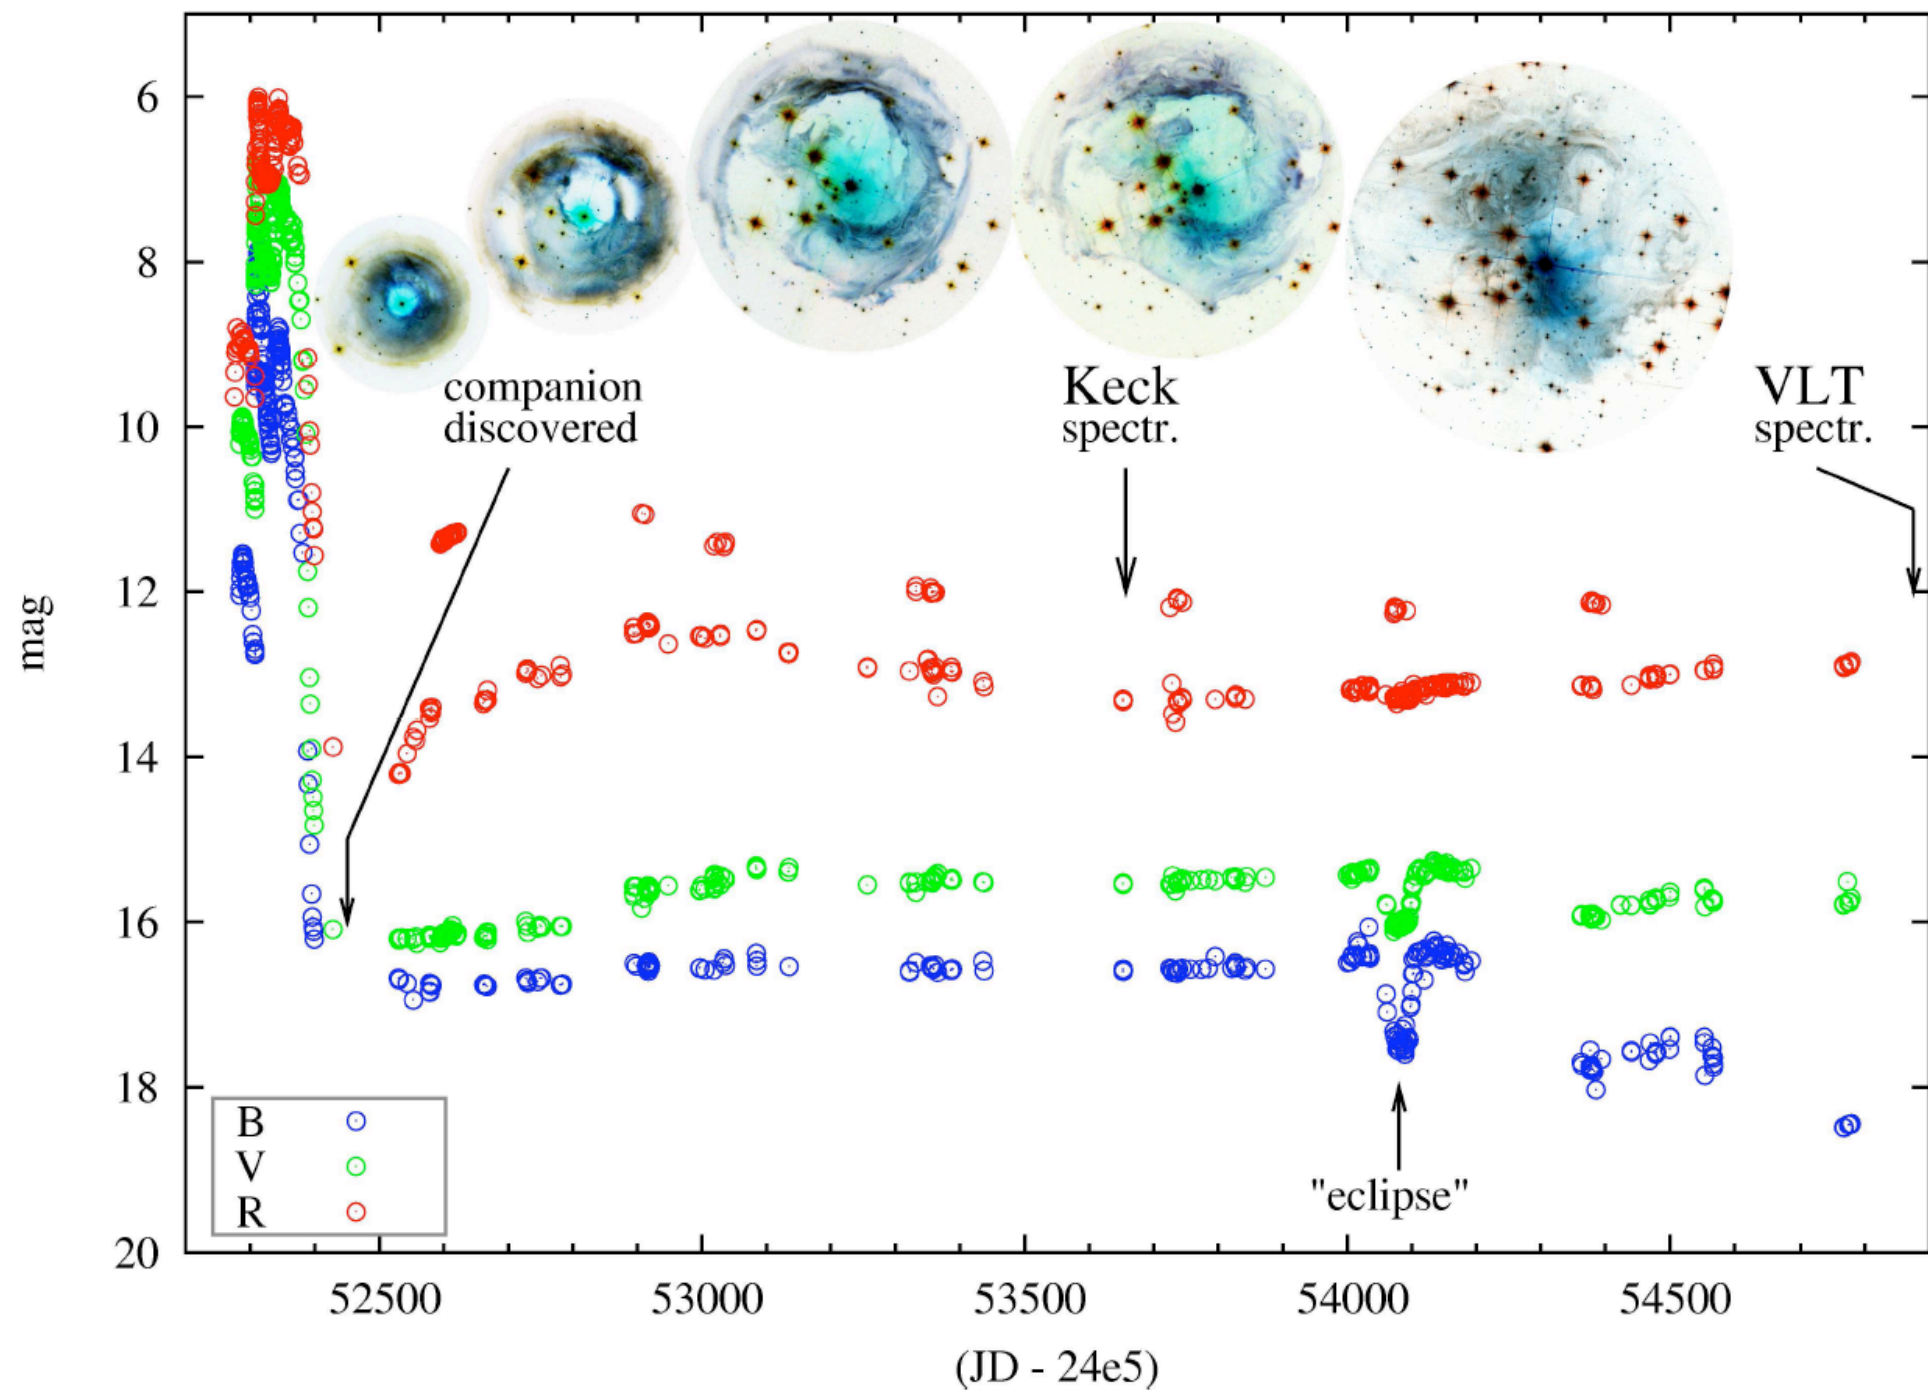 6
8
10
12
14
16
18
20
mag
companion
discovered
Keck
spectr.
VLT
spectr.
B
V
R
"eclipse"
52500 53000 53500 54000 54500
(JD - 24e5)